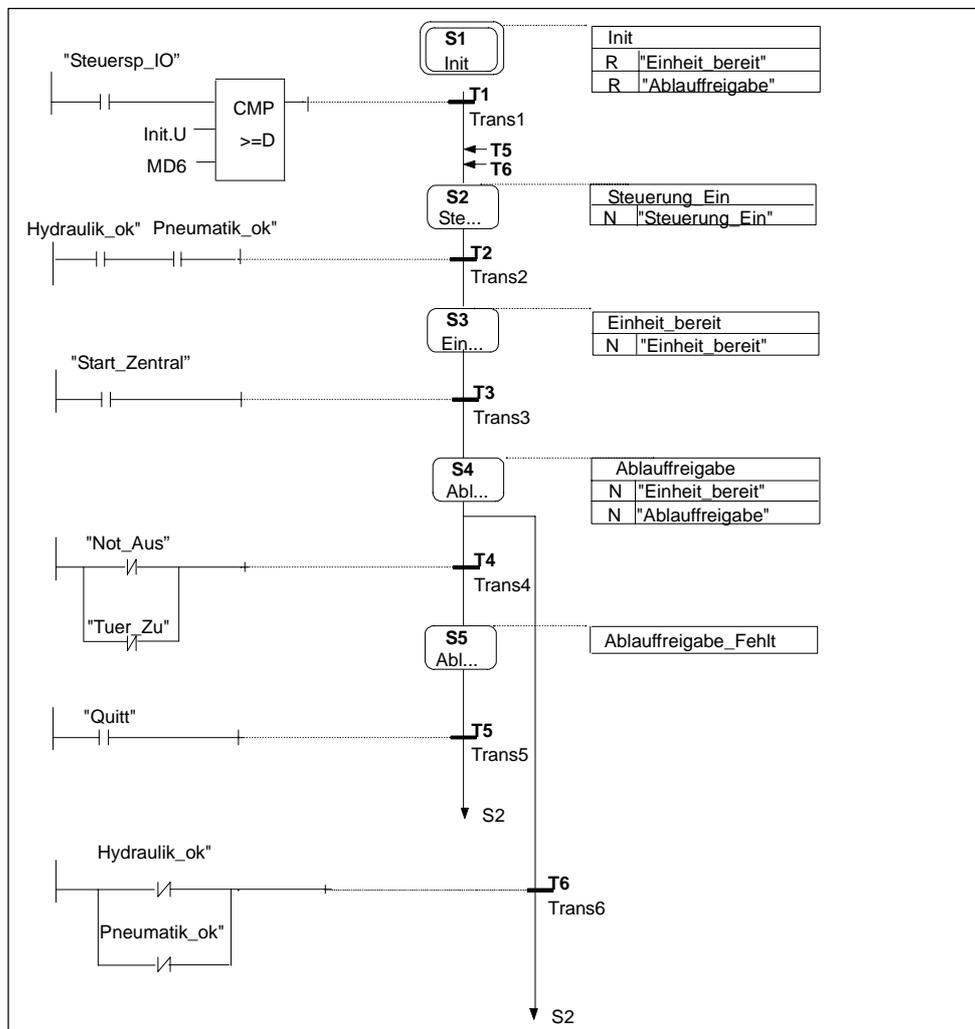 S1
Init
Init
R "Einheit_bereit"
R "Ablauffreigabe"
"Steuersp_IO”
CMP
>=D
Init.U
MD6
T1
Trans1
T5
T6
S2
Ste...
Steuerung_Ein
N "Steuerung_Ein"
Hydraulik_ok" Pneumatik_ok"
T2
Trans2
S3
Ein...
Einheit_bereit
N "Einheit_bereit"
"Start_Zentral”
T3
Trans3
S4
Abl...
Ablauffreigabe
N "Einheit_bereit"
N "Ablauffreigabe"
"Not_Aus”
T4
Trans4
"Tuer_Zu"
S5
Abl...
Ablauffreigabe_Fehlt
"Quitt"
T5
Trans5
S2
Hydraulik_ok"
T6
Trans6
Pneumatik_ok"
S2